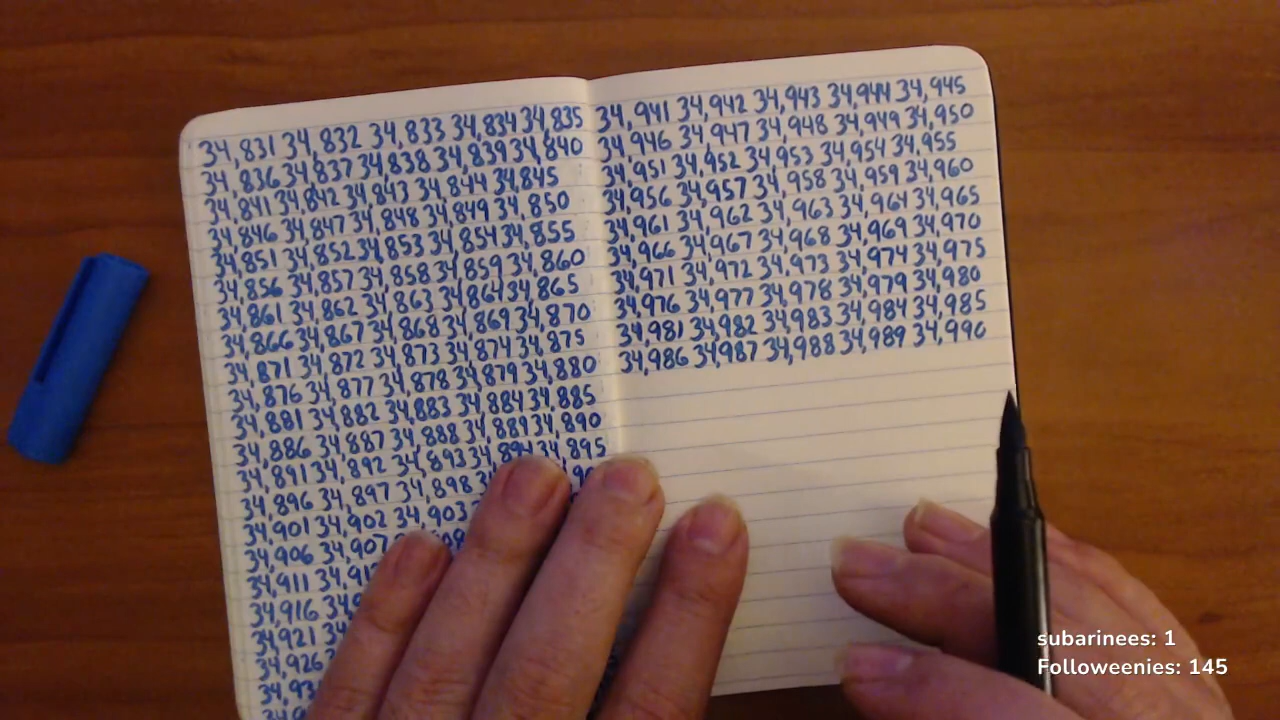 34,831 34,832 34,833 34,834 34,835
34,836 34,837 34,838 34,839 34,840
34,841 34,842 34,843 34,844 34,845
34,846 34,847 34,848 34,849 34,850
34,851 34,852 34,853 34,854 34,855
34,856 34,857 34,858 34,859 34,860
34,861 34,862 34,863 34,864 34,865
34,866 34,867 34,868 34,869 34,870
34,871 34,872 34,873 34,874 34,875
34,876 34,877 34,878 34,879 34,880
34,881 34,882 34,883 34,884 34,885
34,886 34,887 34,888 34,889 34,890
34,891 34,892 34,893 34,894 34,895
34,896 34,897 34,898
34,901 34,902 34,903
34,906 34,907
34,911
34,916
34,921
34,926
34,941 34,942 34,943 34,944 34,945
34,946 34,947 34,948 34,949 34,950
34,951 34,952 34,953 34,954 34,955
34,956 34,957 34,958 34,959 34,960
34,961 34,962 34,963 34,964 34,965
34,966 34,967 34,968 34,969 34,970
34,971 34,972 34,973 34,974 34,975
34,976 34,977 34,978 34,979 34,980
34,981 34,982 34,983 34,984 34,985
34,986 34,987 34,988 34,989 34,990
subarinees: 1
Followeenies: 145